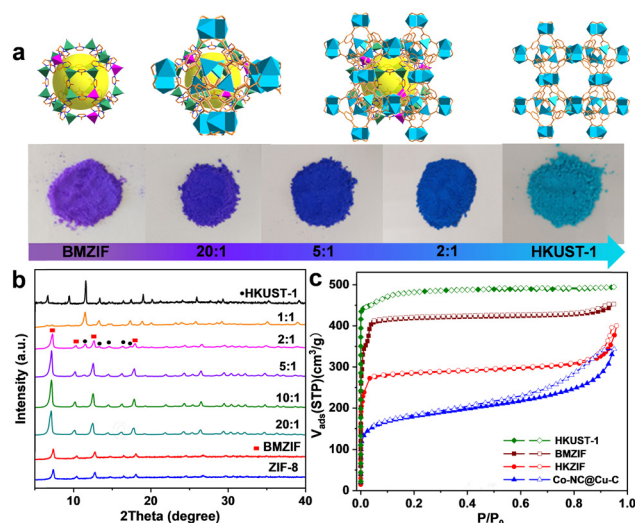 a
BMZIF 20:1 5:1 2:1 HKUST-1
b
Intensity (a.u.)
•HKUST-1
1:1
2:1
5:1
10:1
20:1
BMZIF
ZIF-8
10 20 30 40
2Theta (degree)
c
Vads(STP)(cm³/g)
500
400
300
200
100
0
HKUST-1
BMZIF
HKZIF
Co-NC@Cu-C
0.0 0.2 0.4 0.6 0.8 1.0
P/P₀